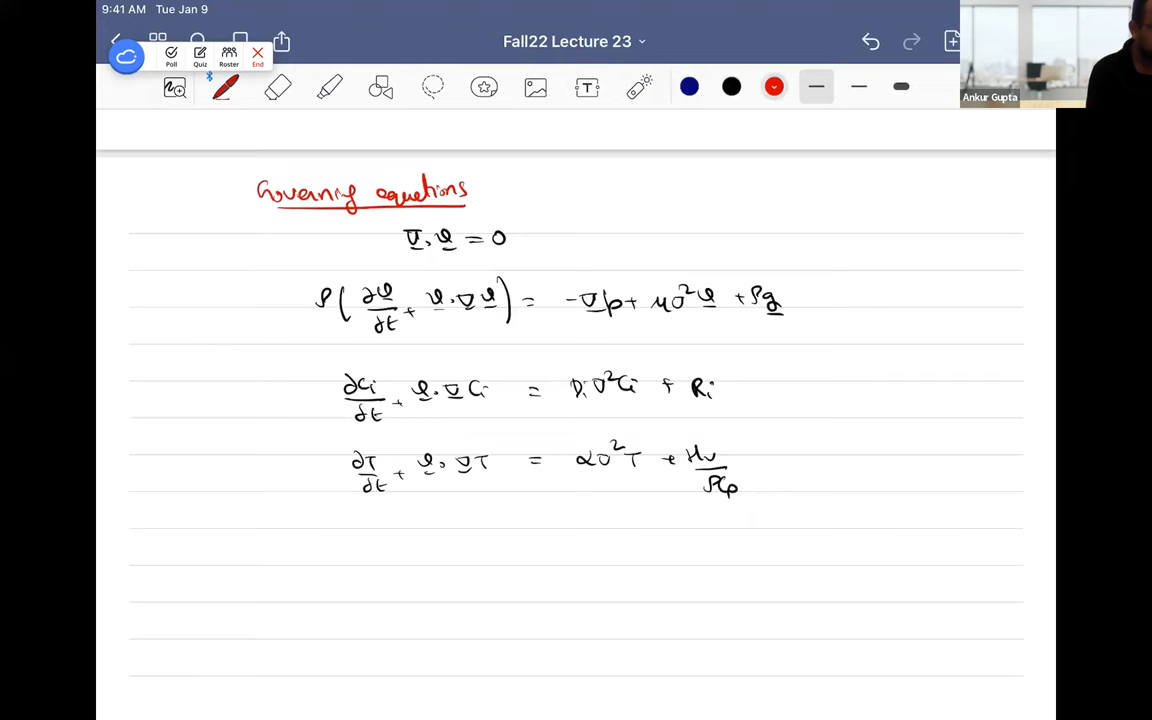 9:41 AM Tue Jan 9
Fall22 Lecture 23
Poll Quiz Roster End
Ankur Gupta
Governing equations
∇·v = 0
ρ(∂v/∂t + v·∇v) = -∇p + μ∇²v + ρg
∂Ci/∂t + v·∇Ci = Di∇²Ci + Ri
∂T/∂t + v·∇T = α∇²T + Hv/ρCp